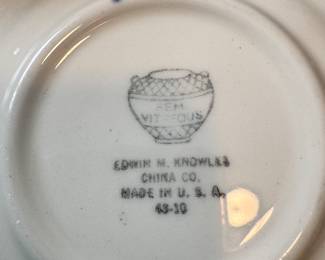 SEMI
VITREOUS
EDWIN M. KNOWLES
CHINA CO.
MADE IN U. S. A.
43-10